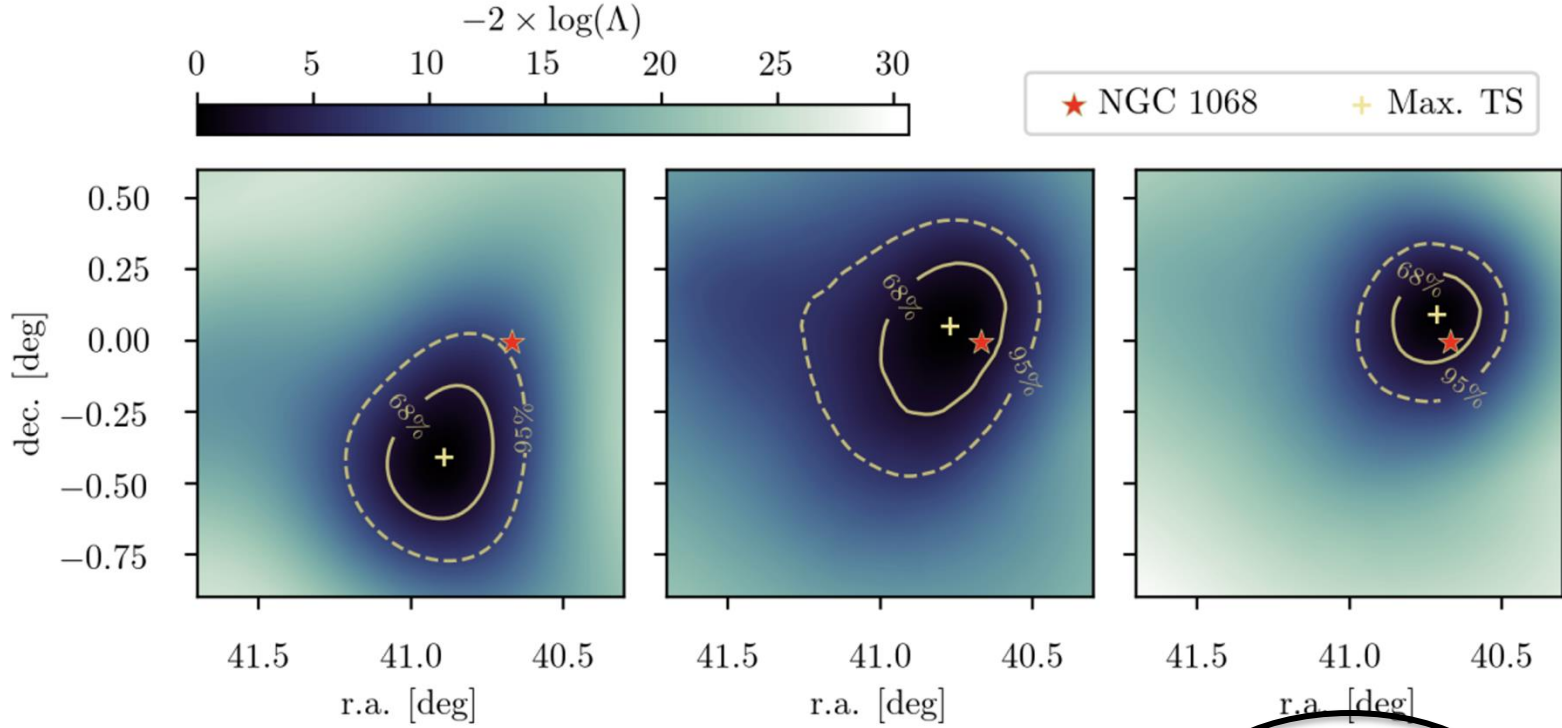 −2 × log(Λ)
0 5 10 15 20 25 30
NGC 1068 Max. TS
0.50
0.25
0.00
−0.25
−0.50
−0.75
dec. [deg]
68%
95%
68%
95%
68%
95%
41.5 41.0 40.5 41.5 41.0 40.5 41.5 41.0 40.5
r.a. [deg] r.a. [deg] r.a. [deg]